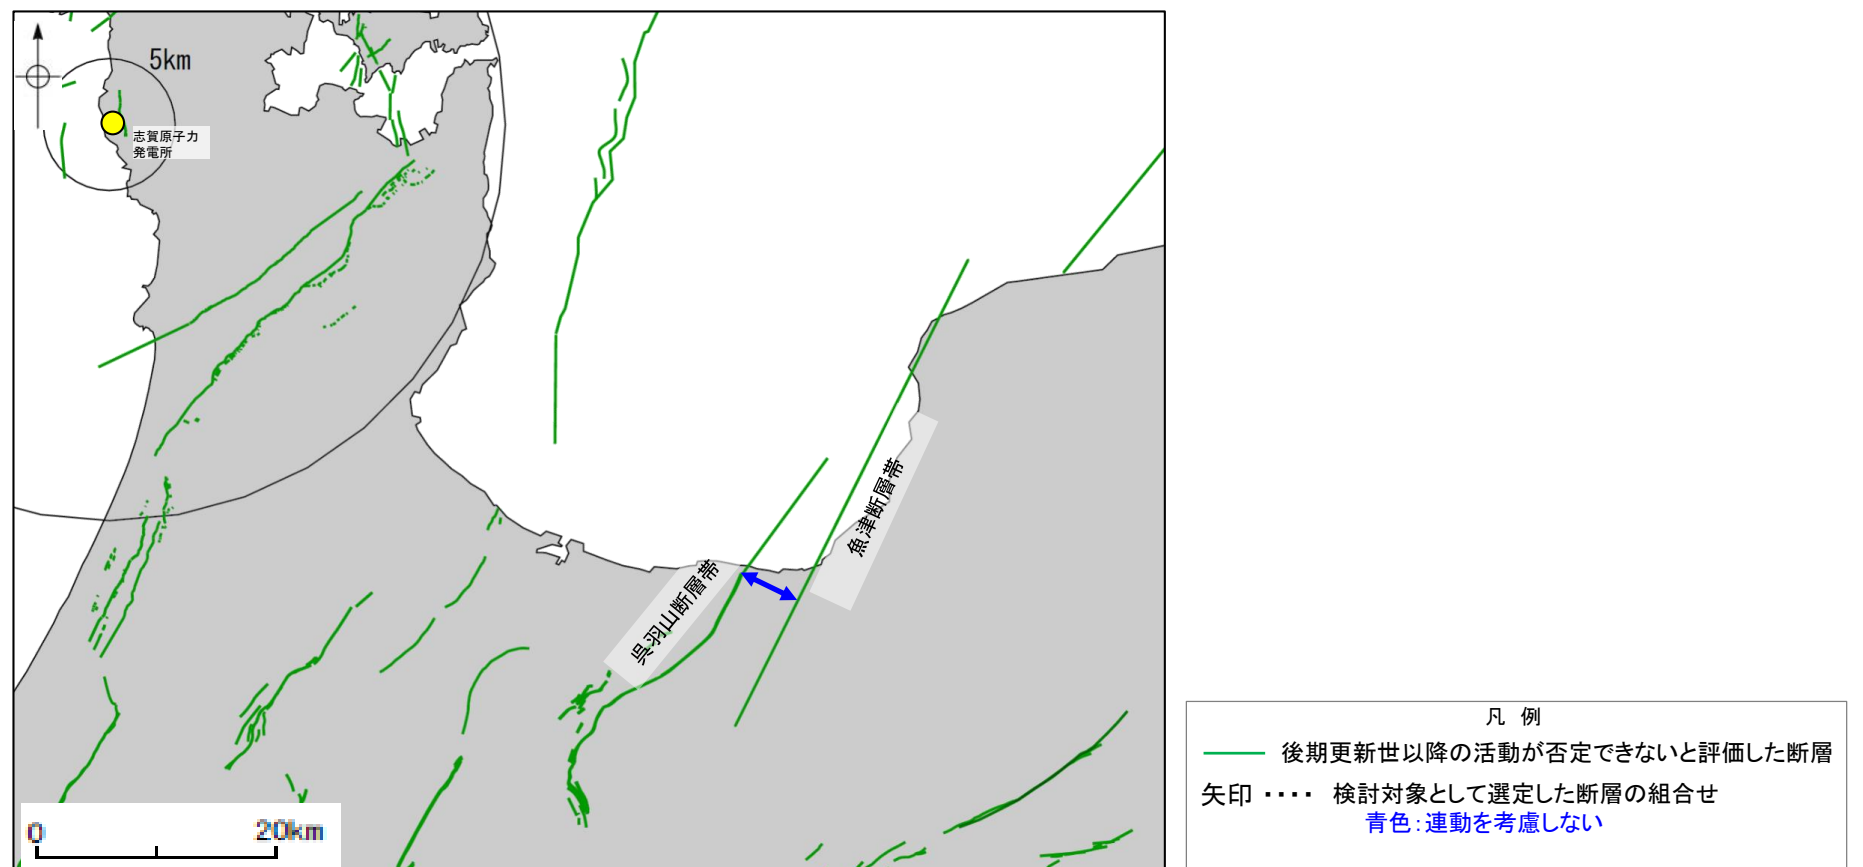 5km
志賀原子力
発電所
魚津断層帯
呉羽山断層帯
0 20km
凡 例
後期更新世以降の活動が否定できないと評価した断層
矢印 ‥‥ 検討対象として選定した断層の組合せ
青色:連動を考慮しない